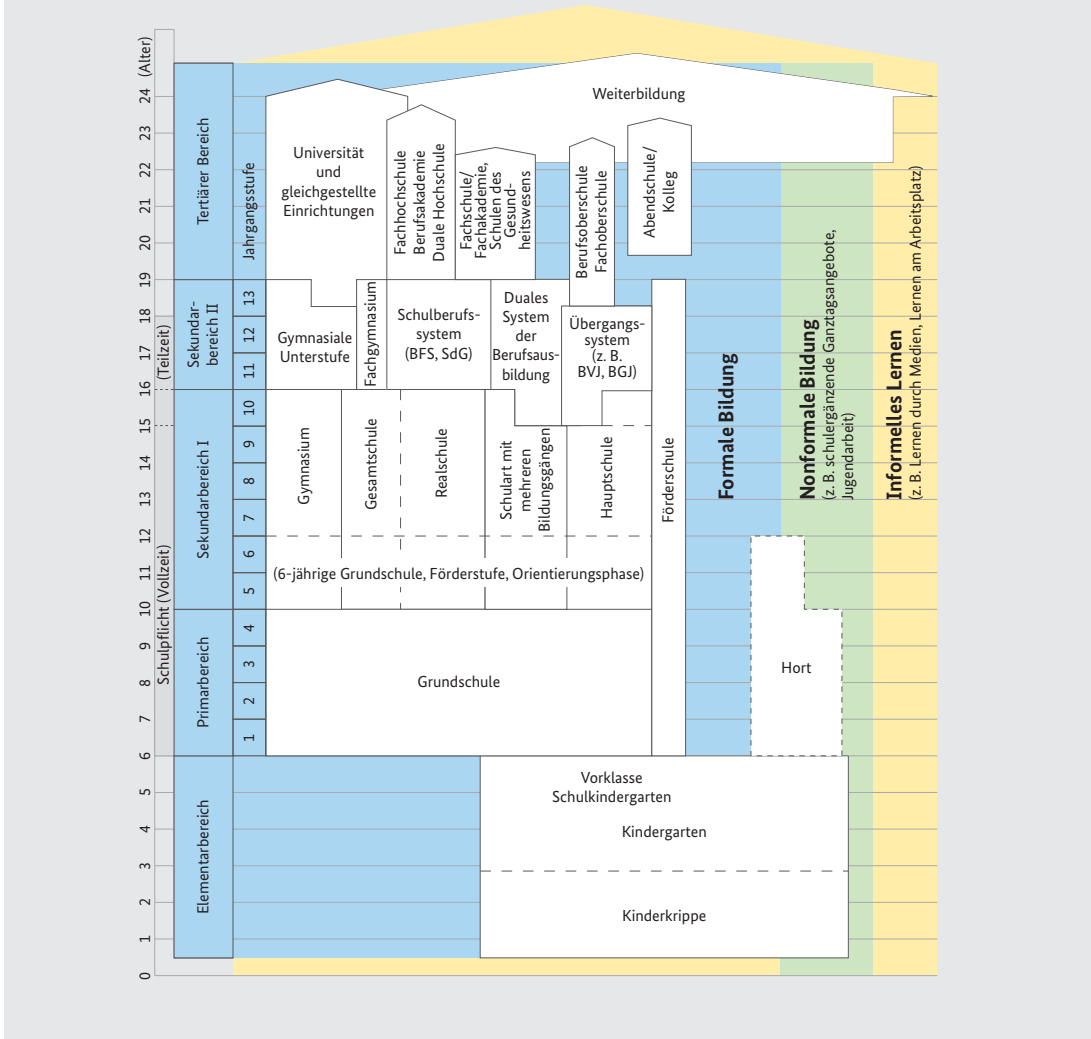 (Alter)
24
23
22
21
20
19
18
17
16
15
14
13
12
11
10
9
8
7
6
5
4
3
2
1
0
(Teilzeit)
Schulpflicht (Vollzeit)
Tertiärer Bereich
Sekundar-
bereich II
Sekundarbereich I
Primarbereich
Elementarbereich
Jahrgangsstufe
13
12
11
10
9
8
7
6
5
4
3
2
1
Weiterbildung
Universität
und
gleichgestellte
Einrichtungen
Fachhochschule
Berufsakademie
Duale Hochschule
Fachschule/
Fachakademie,
Schulen des
Gesund-
heitswesens
Berufsoberschule
Fachoberschule
Abendschule/
Kolleg
Gymnasiale
Unterstufe
Fachgymnasium
Schulberufs-
system
(BFS, SdG)
Duales
System
der
Berufsaus-
bildung
Übergangs-
system
(z. B.
BVJ, BGJ)
Gymnasium
Gesamtschule
Realschule
Schulart mit
mehreren
Bildungsgängen
Hauptschule
Förderschule
(6-jährige Grundschule, Förderstufe, Orientierungsphase)
Grundschule
Hort
Vorklasse
Schulkindergarten
Kindergarten
Kinderkrippe
Formale Bildung
Nonformale Bildung
(z. B. schulergänzende Ganztagsangebote,
Jugendarbeit)
Informelles Lernen
(z. B. Lernen durch Medien, Lernen am Arbeitsplatz)